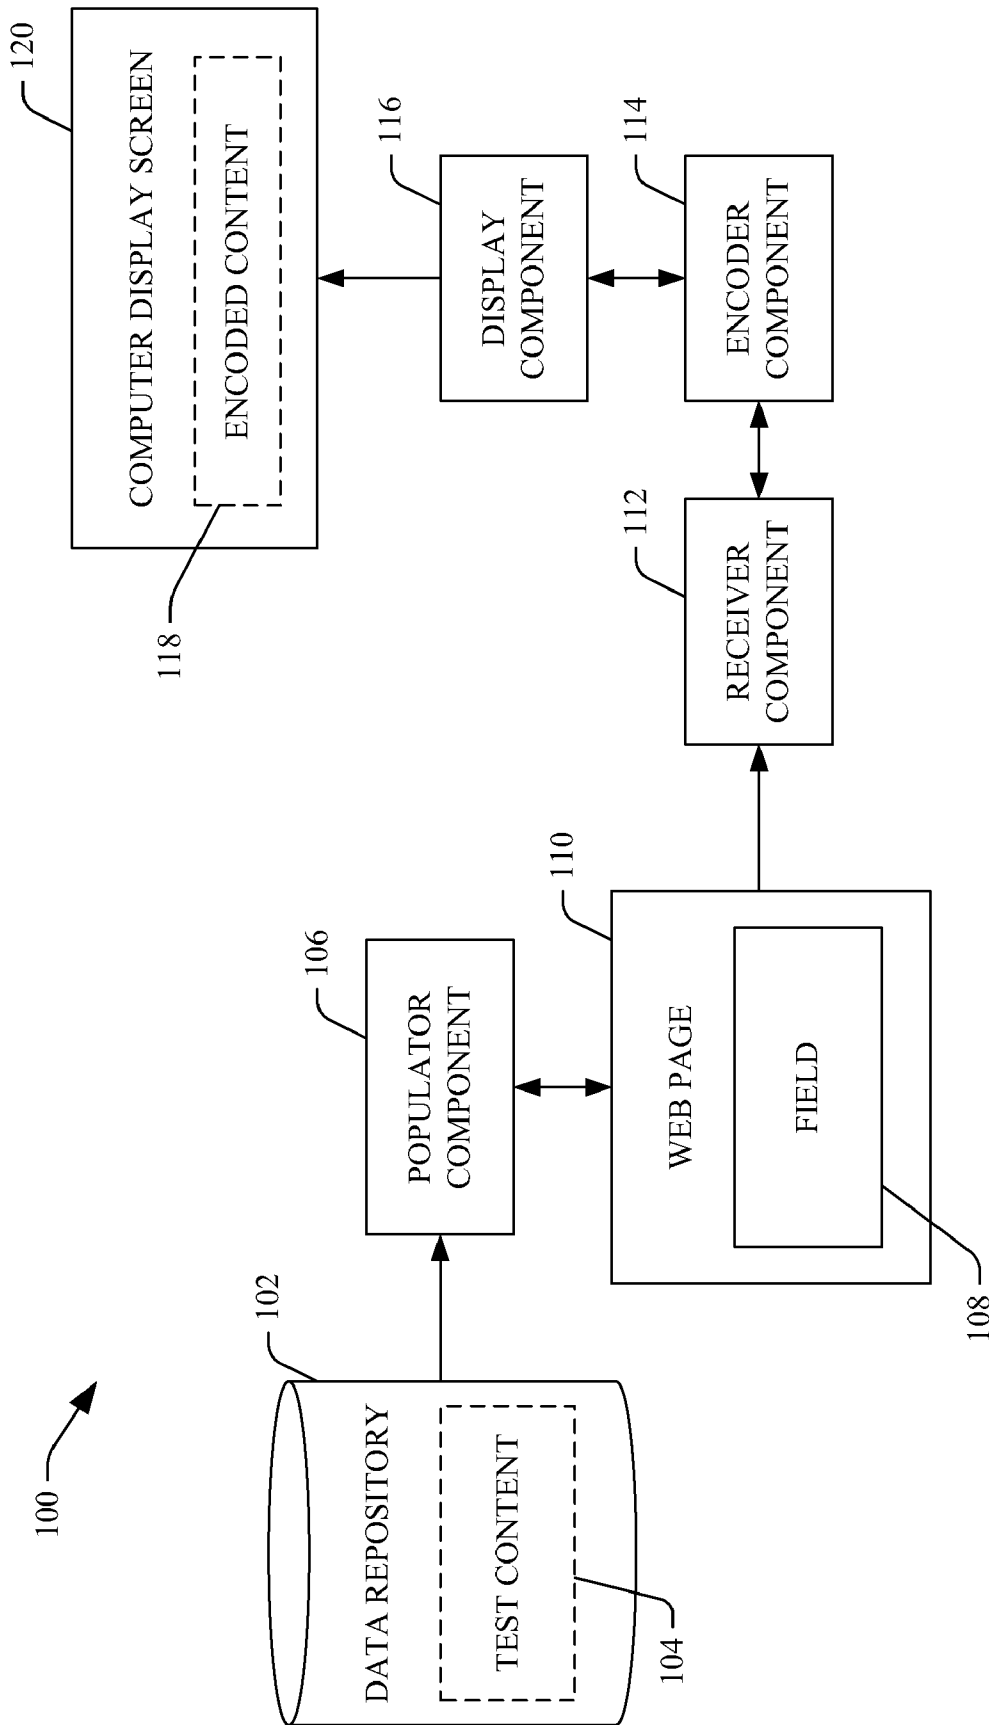 100
102
DATA REPOSITORY
TEST CONTENT
104
106
POPULATOR
COMPONENT
110
WEB PAGE
FIELD
108
112
RECEIVER
COMPONENT
114
ENCODER
COMPONENT
116
DISPLAY
COMPONENT
120
COMPUTER DISPLAY SCREEN
ENCODED CONTENT
118